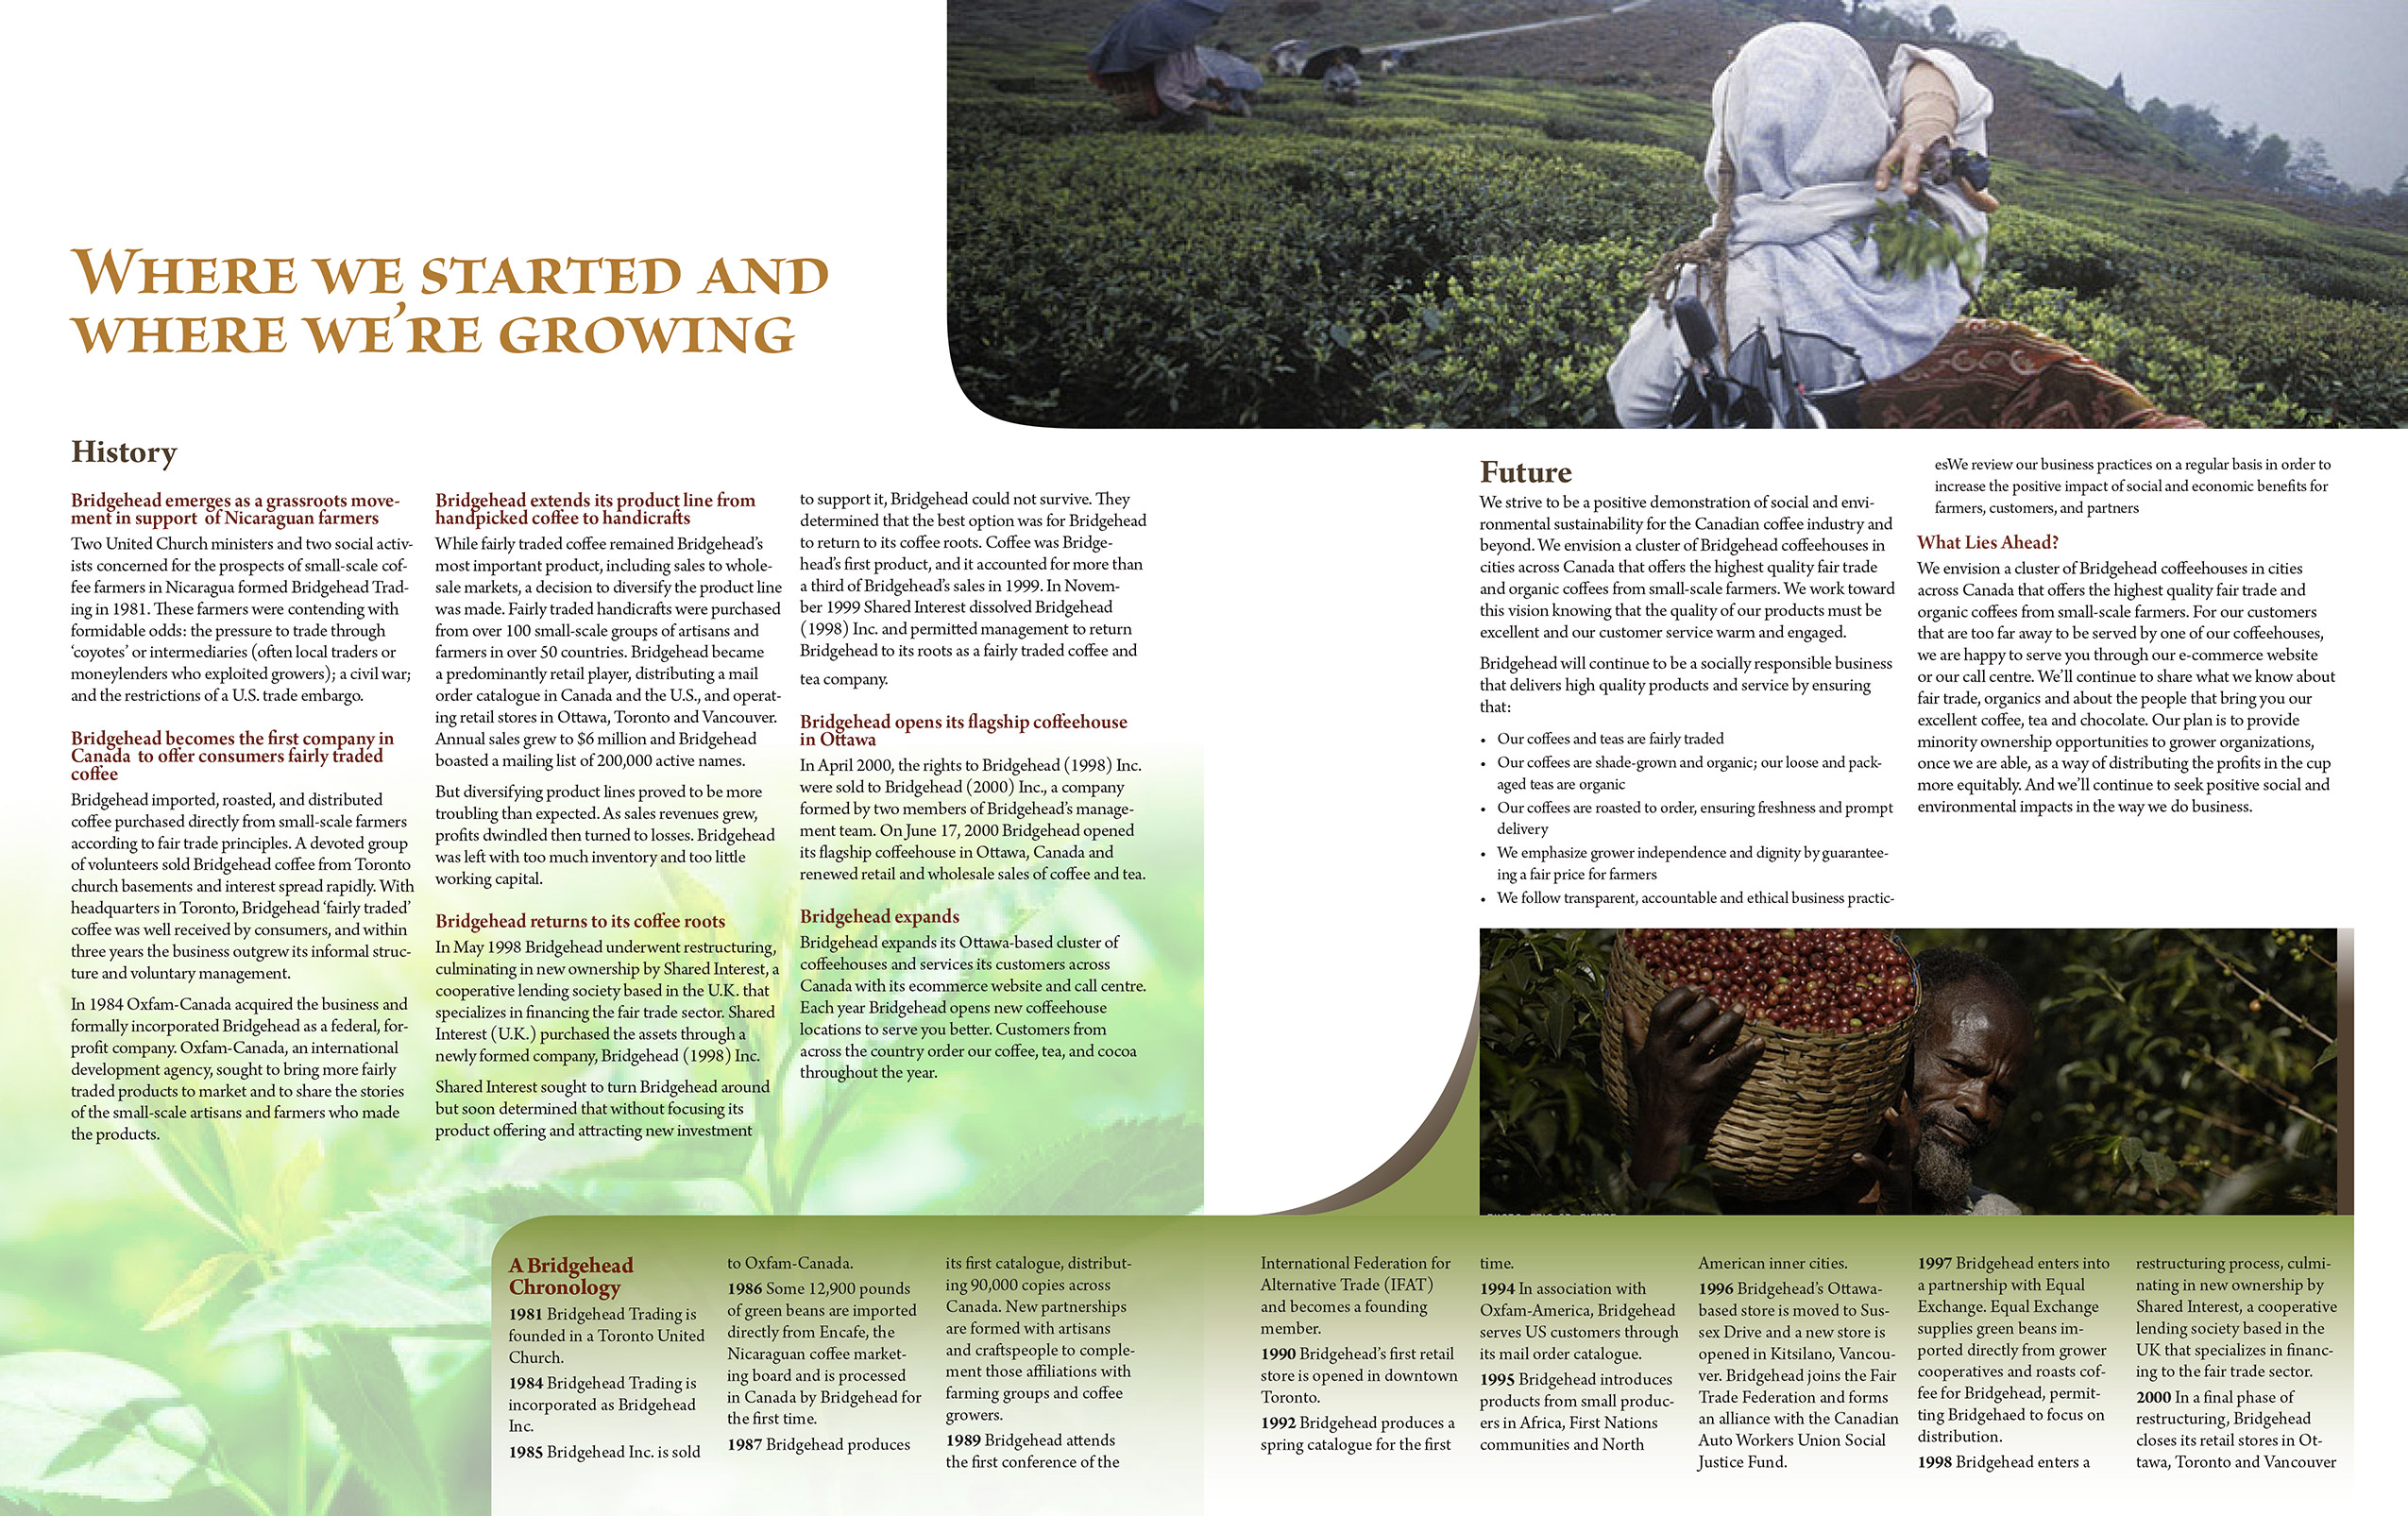 Where we started and
where we're growing
History
Bridgehead emerges as a grassroots move-
ment in support of Nicaraguan farmers
Two United Church ministers and two social activ-
ists concerned for the prospects of small-scale cof-
fee farmers in Nicaragua formed Bridgehead Trad-
ing in 1981. These farmers were contending with
formidable odds: the pressure to trade through
‘coyotes’ or intermediaries (often local traders or
moneylenders who exploited growers); a civil war;
and the restrictions of a U.S. trade embargo.
Bridgehead becomes the first company in
Canada to offer consumers fairly traded
coffee
Bridgehead imported, roasted, and distributed
coffee purchased directly from small-scale farmers
according to fair trade principles. A devoted group
of volunteers sold Bridgehead coffee from Toronto
church basements and interest spread rapidly. With
headquarters in Toronto, Bridgehead ‘fairly traded’
coffee was well received by consumers, and within
three years the business outgrew its informal struc-
ture and voluntary management.
In 1984 Oxfam-Canada acquired the business and
formally incorporated Bridgehead as a federal, for-
profit company. Oxfam-Canada, an international
development agency, sought to bring more fairly
traded products to market and to share the stories
of the small-scale artisans and farmers who made
the products.
Bridgehead extends its product line from
handpicked coffee to handicrafts
While fairly traded coffee remained Bridgehead’s
most important product, including sales to whole-
sale markets, a decision to diversify the product line
was made. Fairly traded handicrafts were purchased
from over 100 small-scale groups of artisans and
farmers in over 50 countries. Bridgehead became
a predominantly retail player, distributing a mail
order catalogue in Canada and the U.S., and operat-
ing retail stores in Ottawa, Toronto and Vancouver.
Annual sales grew to $6 million and Bridgehead
boasted a mailing list of 200,000 active names.
But diversifying product lines proved to be more
troubling than expected. As sales revenues grew,
profits dwindled then turned to losses. Bridgehead
was left with too much inventory and too little
working capital.
Bridgehead returns to its coffee roots
In May 1998 Bridgehead underwent restructuring,
culminating in new ownership by Shared Interest, a
cooperative lending society based in the U.K. that
specializes in financing the fair trade sector. Shared
Interest (U.K.) purchased the assets through a
newly formed company, Bridgehead (1998) Inc.
Shared Interest sought to turn Bridgehead around
but soon determined that without focusing its
product offering and attracting new investment
to support it, Bridgehead could not survive. They
determined that the best option was for Bridgehead
to return to its coffee roots. Coffee was Bridge-
head’s first product, and it accounted for more than
a third of Bridgehead’s sales in 1999. In Novem-
ber 1999 Shared Interest dissolved Bridgehead
(1998) Inc. and permitted management to return
Bridgehead to its roots as a fairly traded coffee and
tea company.
Bridgehead opens its flagship coffeehouse
in Ottawa
In April 2000, the rights to Bridgehead (1998) Inc.
were sold to Bridgehead (2000) Inc., a company
formed by two members of Bridgehead’s manage-
ment team. On June 17, 2000 Bridgehead opened
its flagship coffeehouse in Ottawa, Canada and
renewed retail and wholesale sales of coffee and tea.
Bridgehead expands
Bridgehead expands its Ottawa-based cluster of
coffeehouses and services its customers across
Canada with its ecommerce website and call centre.
Each year Bridgehead opens new coffeehouse
locations to serve you better. Customers from
across the country order our coffee, tea, and cocoa
throughout the year.
Future
We strive to be a positive demonstration of social and envi-
ronmental sustainability for the Canadian coffee industry and
beyond. We envision a cluster of Bridgehead coffeehouses in
cities across Canada that offers the highest quality fair trade
and organic coffees from small-scale farmers. We work toward
this vision knowing that the quality of our products must be
excellent and our customer service warm and engaged.
Bridgehead will continue to be a socially responsible business
that delivers high quality products and service by ensuring
that:
• Our coffees and teas are fairly traded
• Our coffees are shade-grown and organic; our loose and pack-
aged teas are organic
• Our coffees are roasted to order, ensuring freshness and prompt
delivery
• We emphasize grower independence and dignity by guarantee-
ing a fair price for farmers
• We follow transparent, accountable and ethical business practic-
esWe review our business practices on a regular basis in order to
increase the positive impact of social and economic benefits for
farmers, customers, and partners
What Lies Ahead?
We envision a cluster of Bridgehead coffeehouses in cities
across Canada that offers the highest quality fair trade and
organic coffees from small-scale farmers. For our customers
that are too far away to be served by one of our coffeehouses,
we are happy to serve you through our e-commerce website
or our call centre. We’ll continue to share what we know about
fair trade, organics and about the people that bring you our
excellent coffee, tea and chocolate. Our plan is to provide
minority ownership opportunities to grower organizations,
once we are able, as a way of distributing the profits in the cup
more equitably. And we’ll continue to seek positive social and
environmental impacts in the way we do business.
A Bridgehead
Chronology
1981 Bridgehead Trading is
founded in a Toronto United
Church.
1984 Bridgehead Trading is
incorporated as Bridgehead
Inc.
1985 Bridgehead Inc. is sold
to Oxfam-Canada.
1986 Some 12,900 pounds
of green beans are imported
directly from Encafe, the
Nicaraguan coffee market-
ing board and is processed
in Canada by Bridgehead for
the first time.
1987 Bridgehead produces
its first catalogue, distribut-
ing 90,000 copies across
Canada. New partnerships
are formed with artisans
and craftspeople to comple-
ment those affiliations with
farming groups and coffee
growers.
1989 Bridgehead attends
the first conference of the
International Federation for
Alternative Trade (IFAT)
and becomes a founding
member.
1990 Bridgehead’s first retail
store is opened in downtown
Toronto.
1992 Bridgehead produces a
spring catalogue for the first
time.
1994 In association with
Oxfam-America, Bridgehead
serves US customers through
its mail order catalogue.
1995 Bridgehead introduces
products from small produc-
ers in Africa, First Nations
communities and North
American inner cities.
1996 Bridgehead’s Ottawa-
based store is moved to Sus-
sex Drive and a new store is
opened in Kitsilano, Vancou-
ver. Bridgehead joins the Fair
Trade Federation and forms
an alliance with the Canadian
Auto Workers Union Social
Justice Fund.
1997 Bridgehead enters into
a partnership with Equal
Exchange. Equal Exchange
supplies green beans im-
ported directly from grower
cooperatives and roasts cof-
fee for Bridgehead, permit-
ting Bridgehaed to focus on
distribution.
1998 Bridgehead enters a
restructuring process, culmi-
nating in new ownership by
Shared Interest, a cooperative
lending society based in the
UK that specializes in financ-
ing to the fair trade sector.
2000 In a final phase of
restructuring, Bridgehead
closes its retail stores in Ot-
tawa, Toronto and Vancouver